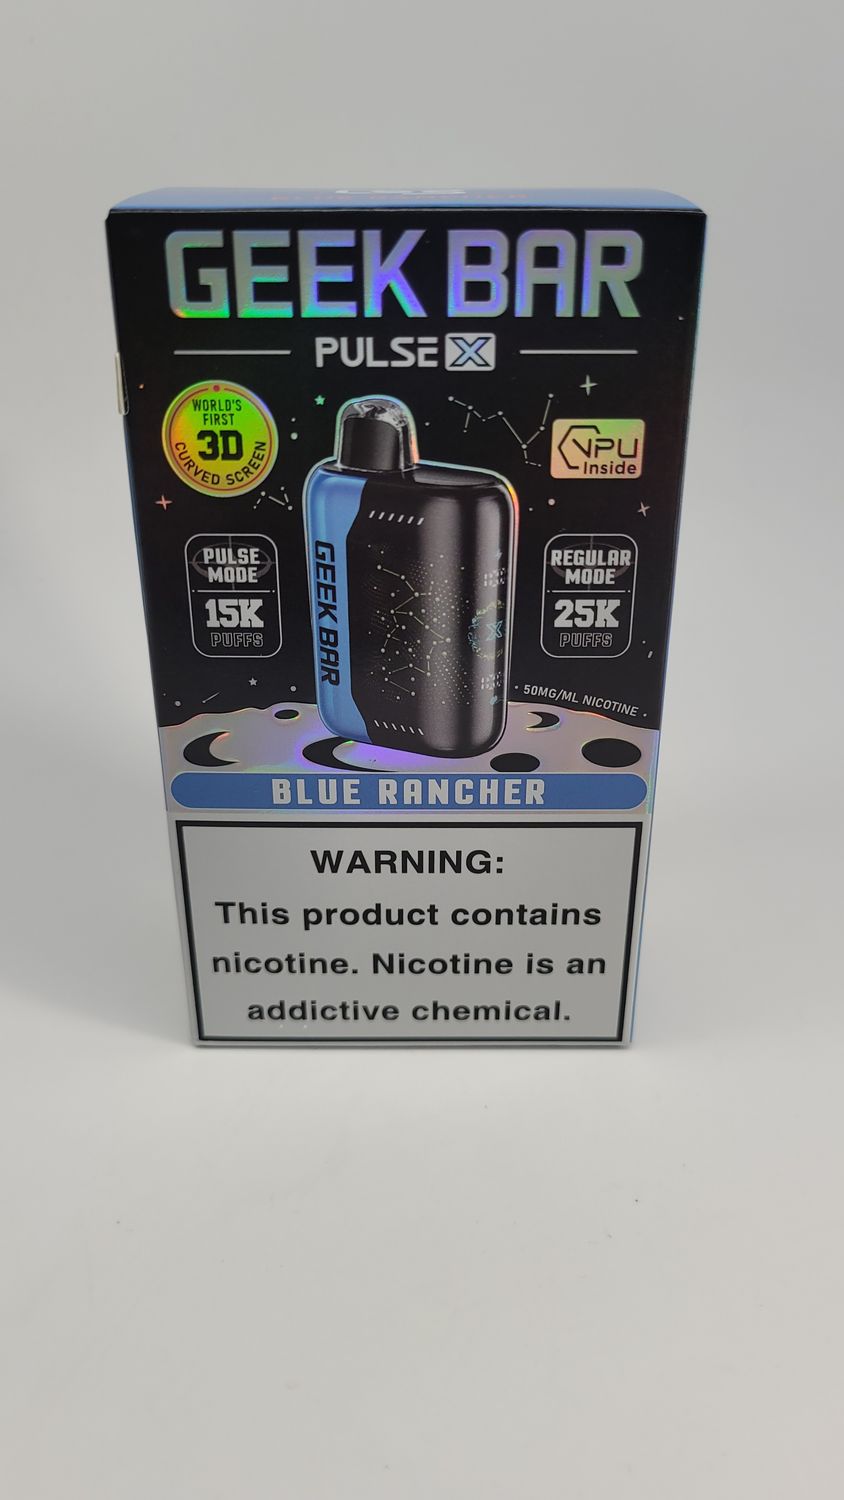 GEEK BAR
PULSE X
WORLD'S
FIRST
3D
CURVED SCREEN
VPU
Inside
PULSE
MODE
15K
PUFFS
GEEK BAR
REGULAR
MODE
25K
PUFFS
• 50MG/ML NICOTINE •
BLUE RANCHER
WARNING:
This product contains
nicotine. Nicotine is an
addictive chemical.